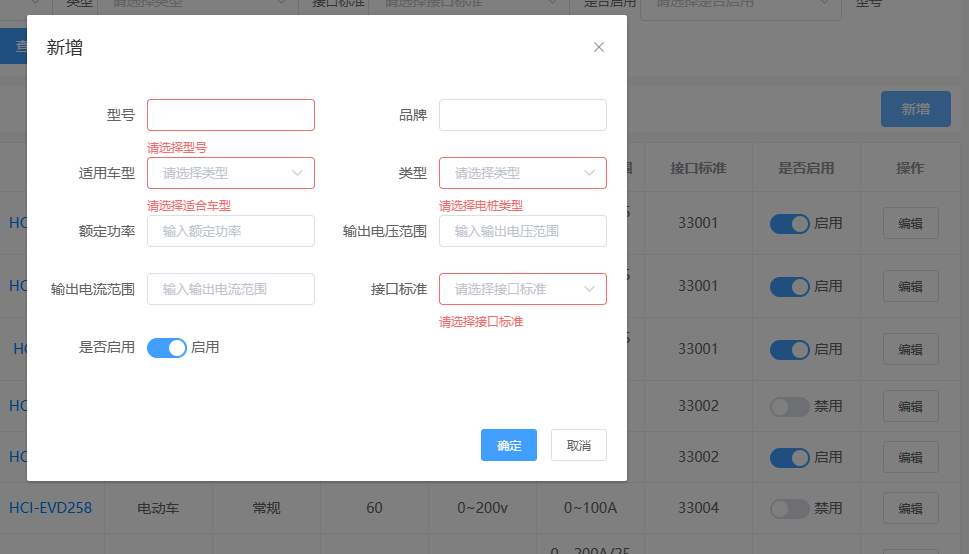 类型 请选择类型 接口标准 请选择接口标准 是否启用 请选择是否启用 型号
查
新增
新增
型号 品牌
请选择型号
适用车型 请选择类型 类型 请选择类型
请选择适合车型 请选择电桩类型
额定功率 输入额定功率 输出电压范围 输入输出电压范围
输出电流范围 输入输出电流范围 接口标准 请选择接口标准
请选择接口标准
是否启用 启用
确定 取消
围 接口标准 是否启用 操作
HCI 5 33001 启用 编辑
HCI 5 33001 启用 编辑
HC 5 33001 启用 编辑
HCI 33002 禁用 编辑
HCI 33002 启用 编辑
HCI-EVD258 电动车 常规 60 0~200v 0~100A 33004 禁用 编辑
0~200A/25